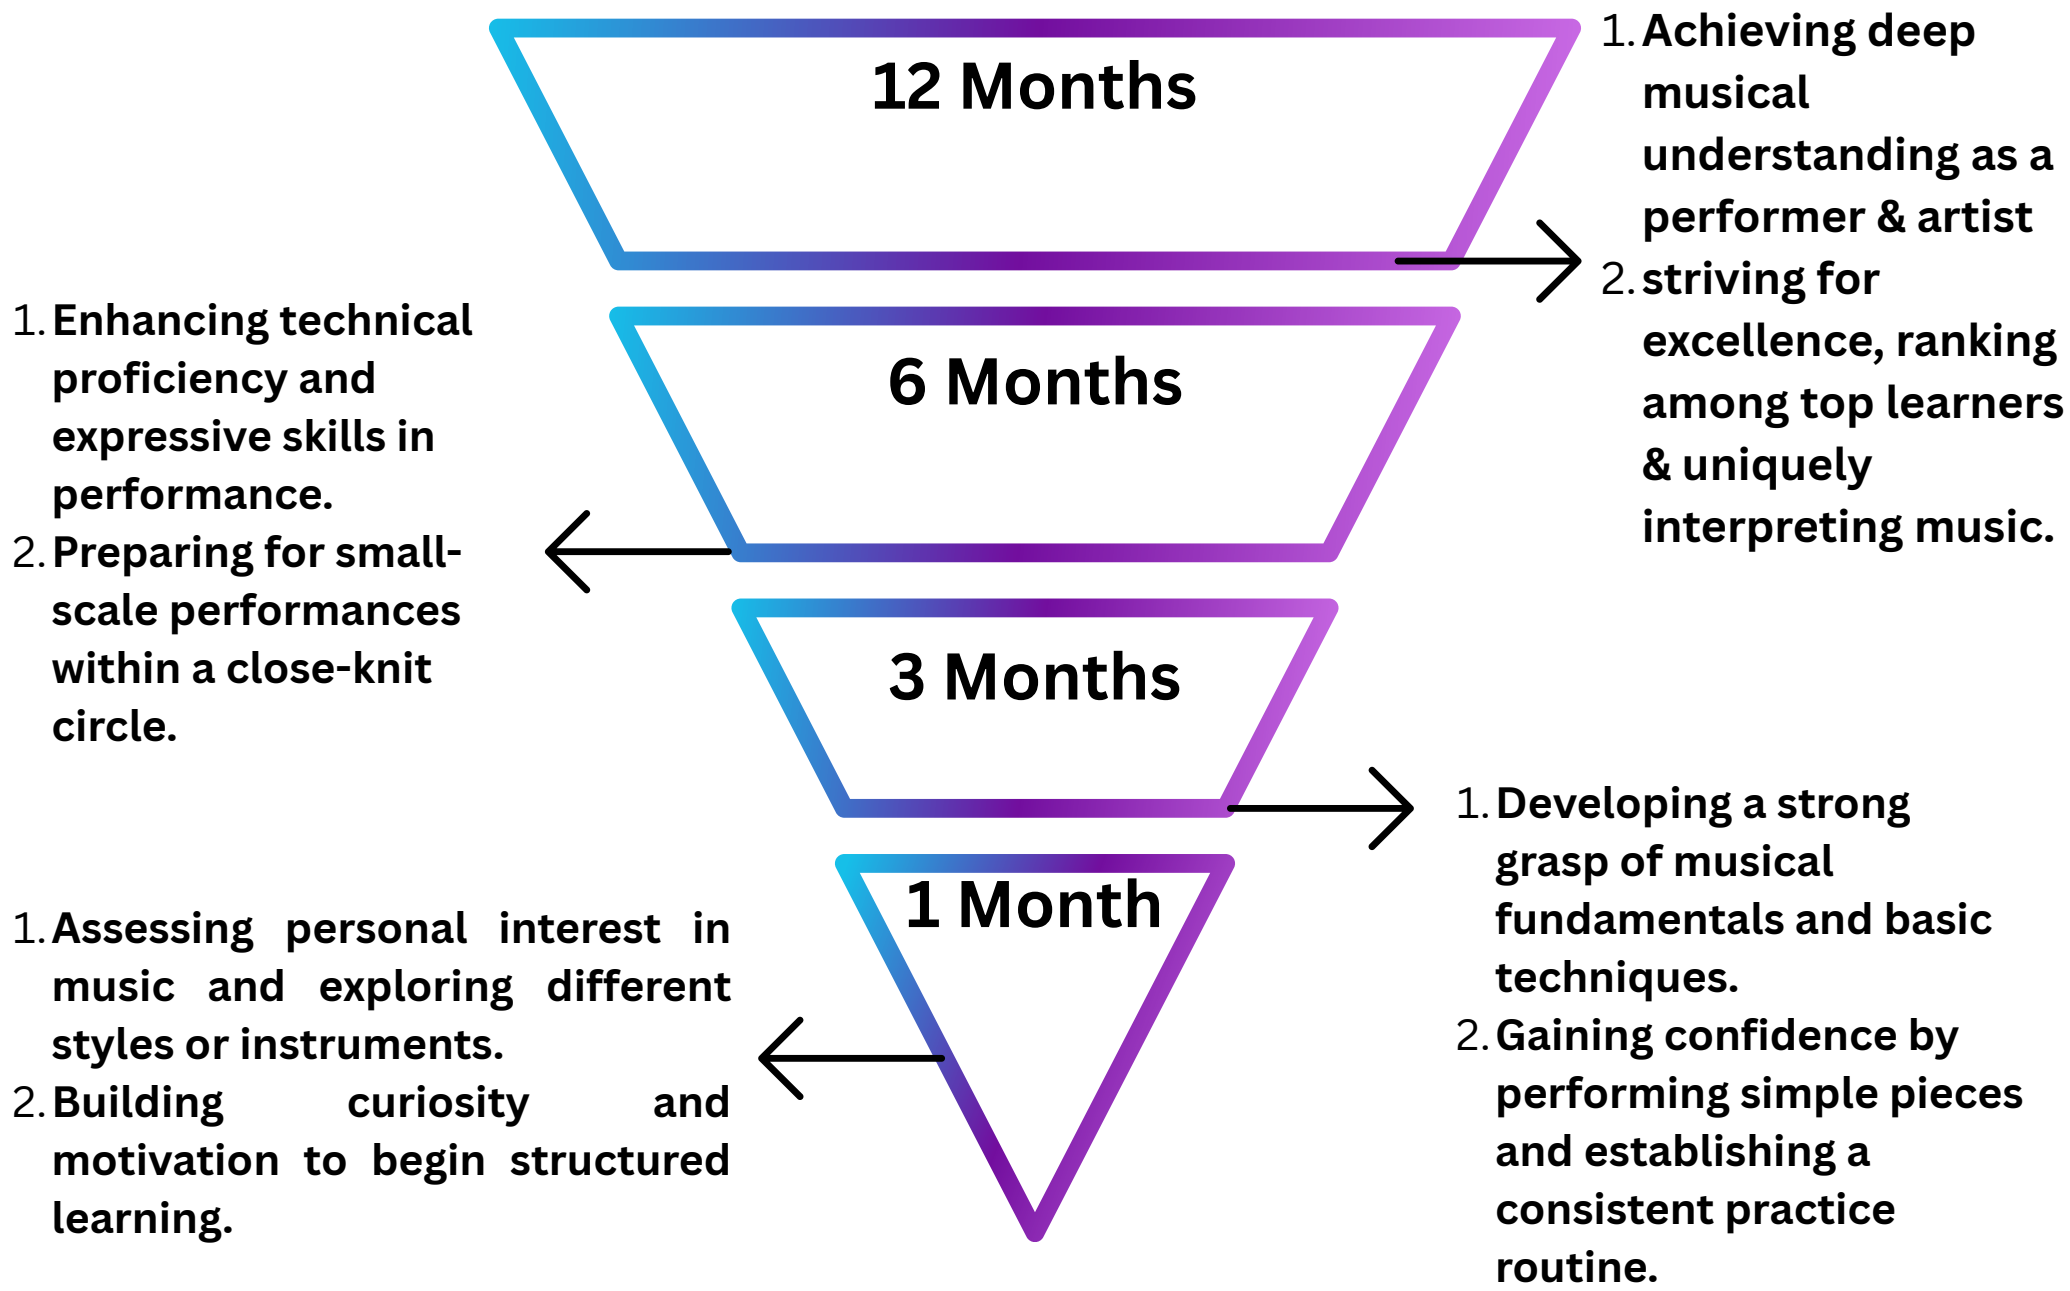 12 Months
1. Achieving deep
musical
understanding as a
performer & artist
2. striving for
excellence, ranking
among top learners
& uniquely
interpreting music.
6 Months
1. Enhancing technical
proficiency and
expressive skills in
performance.
2. Preparing for small-
scale performances
within a close-knit
circle.
3 Months
1. Developing a strong
grasp of musical
fundamentals and basic
techniques.
2. Gaining confidence by
performing simple pieces
and establishing a
consistent practice
routine.
1 Month
1. Assessing personal interest in
music and exploring different
styles or instruments.
2. Building curiosity and
motivation to begin structured
learning.